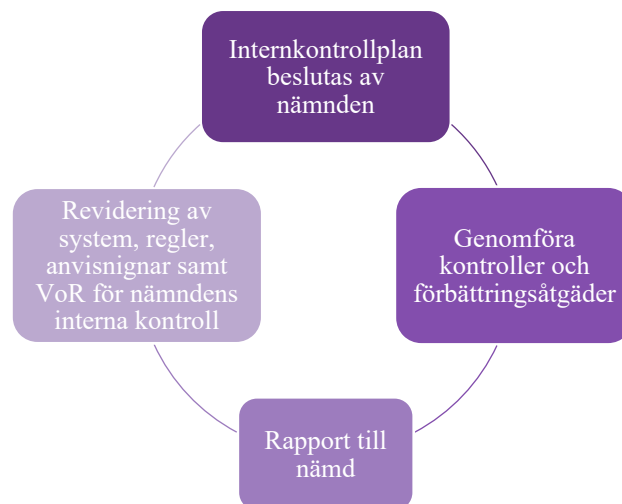 Internkontrollplan
beslutas av
nämnden
Genomföra
kontroller och
förbättringsåtgäder
Rapport till
nämd
Revidering av
system, regler,
anvisnignar samt
VoR för nämndens
interna kontroll